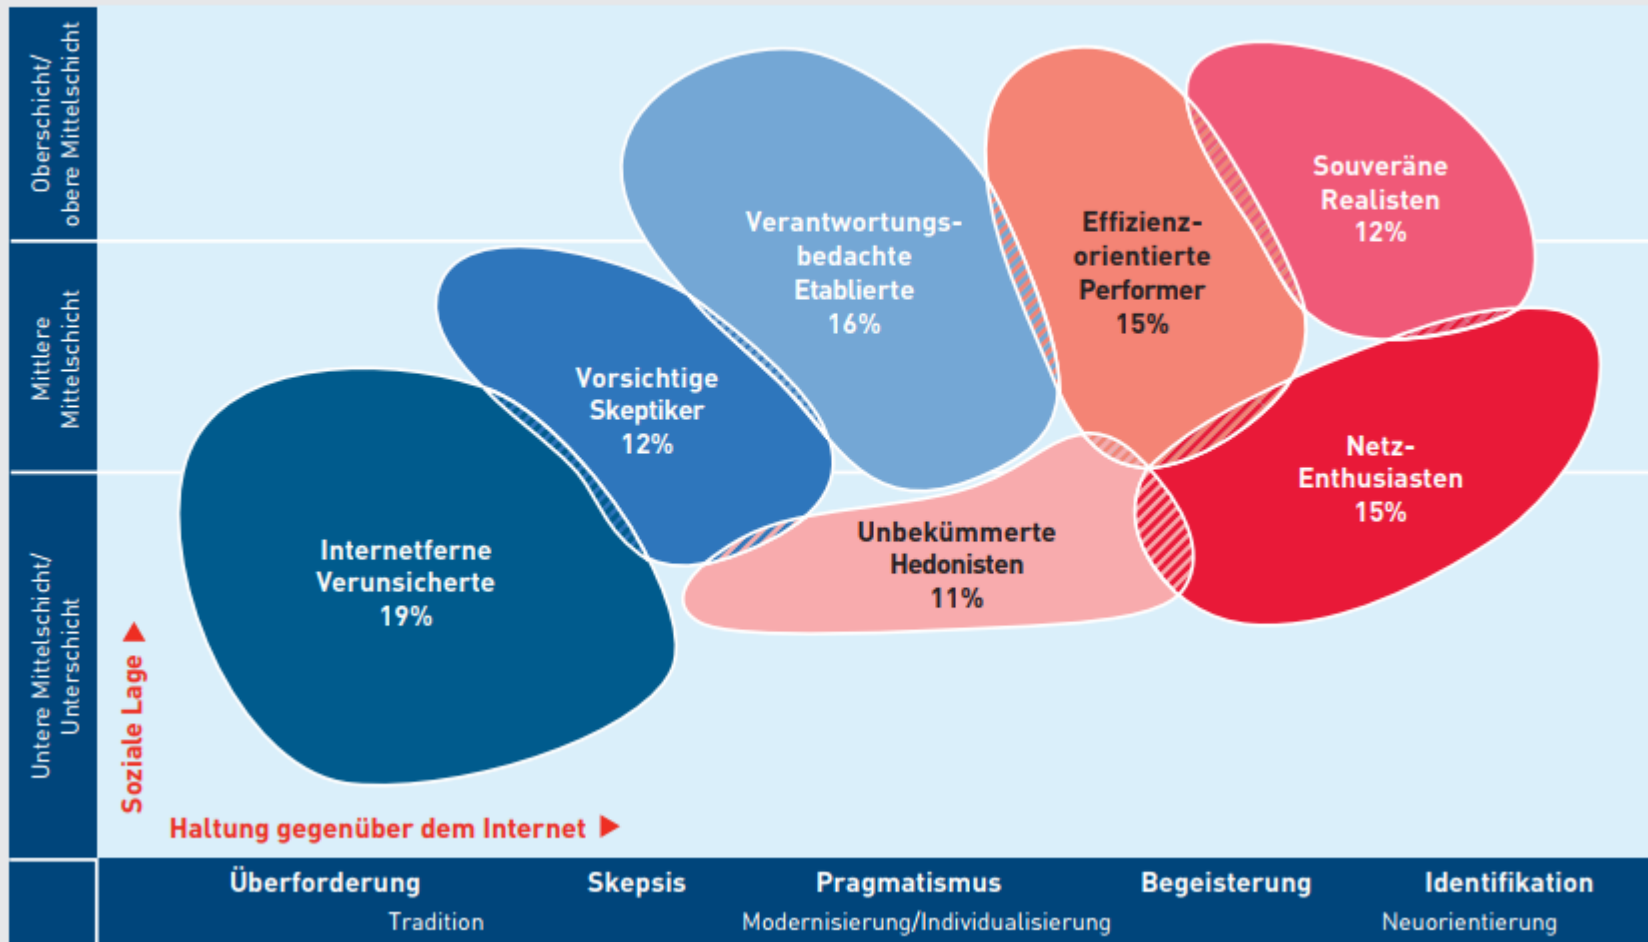 Oberschicht/
obere Mittelschicht
Mittlere
Mittelschicht
Untere Mittelschicht/
Unterschicht
Soziale Lage ▶
Haltung gegenüber dem Internet ▶
Internetferne
Verunsicherte
19%
Vorsichtige
Skeptiker
12%
Verantwortungs-
bedachte
Etablierte
16%
Effizienz-
orientierte
Performer
15%
Souveräne
Realisten
12%
Unbekümmerte
Hedonisten
11%
Netz-
Enthusiasten
15%
Überforderung Skepsis Pragmatismus Begeisterung Identifikation
Tradition Modernisierung/Individualisierung Neuorientierung